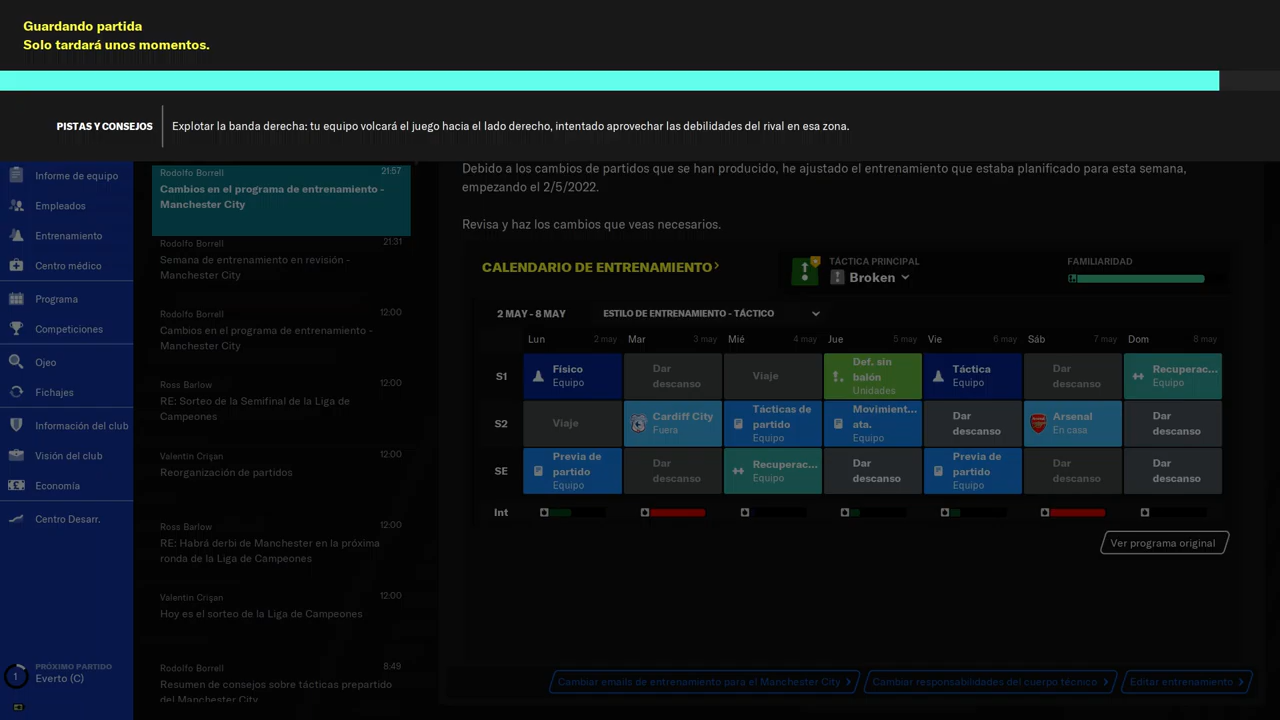 Guardando partida
Solo tardará unos momentos.
PISTAS Y CONSEJOS
Explotar la banda derecha: tu equipo volcará el juego hacia el lado derecho, intentado aprovechar las debilidades del rival en esa zona.
Informe de equipo
Empleados
Entrenamiento
Centro médico
Programa
Competiciones
Ojeo
Fichajes
Información del club
Visión del club
Economía
Centro Desarr.
PRÓXIMO PARTIDO
1
Everto (C)
Rodolfo Borrell 21:57
Cambios en el programa de entrenamiento -
Manchester City
Rodolfo Borrell 21:31
Semana de entrenamiento en revisión -
Manchester City
Rodolfo Borrell 12:00
Cambios en el programa de entrenamiento -
Manchester City
Ross Barlow 12:00
RE: Sorteo de la Semifinal de la Liga de
Campeones
Valentin Crişan 12:00
Reorganización de partidos
Ross Barlow 12:00
RE: Habrá derbi de Manchester en la próxima
ronda de la Liga de Campeones
Valentin Crişan 12:00
Hoy es el sorteo de la Liga de Campeones
Rodolfo Borrell 8:49
Resumen de consejos sobre tácticas prepartido
del Manchester City
Debido a los cambios de partidos que se han producido, he ajustado el entrenamiento que estaba planificado para esta semana,
empezando el 2/5/2022.
Revisa y haz los cambios que veas necesarios.
CALENDARIO DE ENTRENAMIENTO
TÁCTICA PRINCIPAL
Broken
FAMILIARIDAD
2 MAY - 8 MAY
ESTILO DE ENTRENAMIENTO - TÁCTICO
Lun 2 may Mar 3 may Mié 4 may Jue 5 may Vie 6 may Sáb 7 may Dom 8 may
S1
Físico
Equipo
Dar
descanso
Viaje
Def. sin
balón
Unidades
Táctica
Equipo
Dar
descanso
Recuperac...
Equipo
S2
Viaje
Cardiff City
Fuera
Tácticas de
partido
Equipo
Movimient...
ata.
Equipo
Dar
descanso
Arsenal
En casa
Dar
descanso
SE
Previa de
partido
Equipo
Dar
descanso
Recuperac...
Equipo
Dar
descanso
Previa de
partido
Equipo
Dar
descanso
Dar
descanso
Int
Ver programa original
Cambiar emails de entrenamiento para el Manchester City
Cambiar responsabilidades del cuerpo técnico
Editar entrenamiento